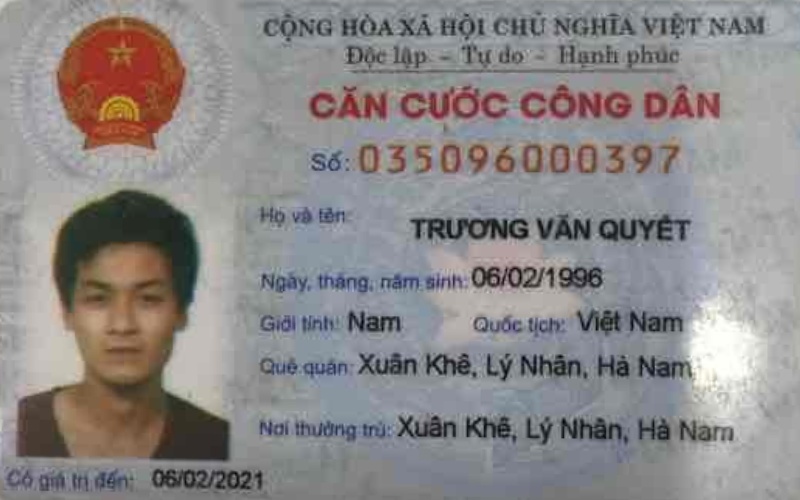 CỘNG HÒA XÃ HỘI CHỦ NGHĨA VIỆT NAM
Độc lập – Tự do – Hạnh phúc
CĂN CƯỚC CÔNG DÂN
Số: 035096000397
Họ và tên: TRƯƠNG VĂN QUYẾT
Ngày, tháng, năm sinh: 06/02/1996
Giới tính: Nam Quốc tịch: Việt Nam
Quê quán: Xuân Khê, Lý Nhân, Hà Nam
Nơi thường trú: Xuân Khê, Lý Nhân, Hà Nam
Có giá trị đến: 06/02/2021